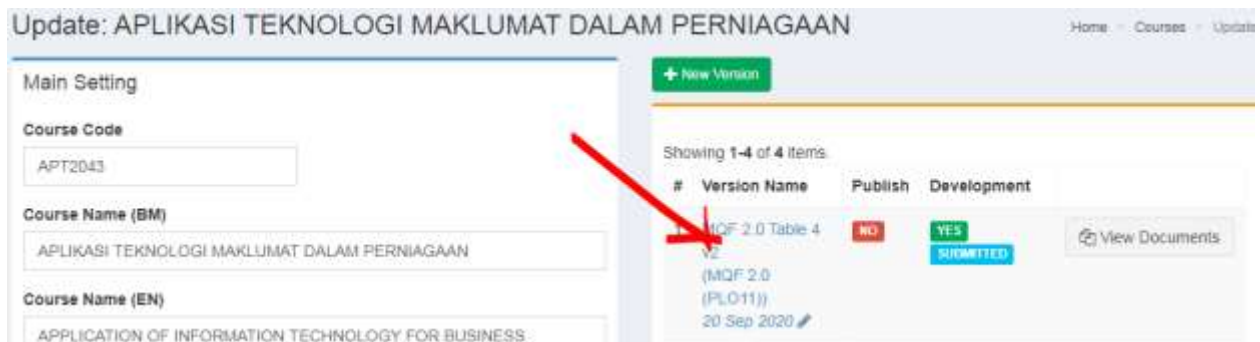 Update: APLIKASI TEKNOLOGI MAKLUMAT DALAM PERNIAGAAN
Home
Courses
Update
Main Setting
Course Code
APT2043
Course Name (BM)
APLIKASI TEKNOLOGI MAKLUMAT DALAM PERNIAGAAN
Course Name (EN)
APPLICATION OF INFORMATION TECHNOLOGY FOR BUSINESS
+ New Version
Showing 1-4 of 4 items.
# Version Name Publish Development
1 MQF 2.0 Table 4 NO YES View Documents
v2 SUBMITTED
(MQF 2.0
(PLO11))
20 Sep 2020